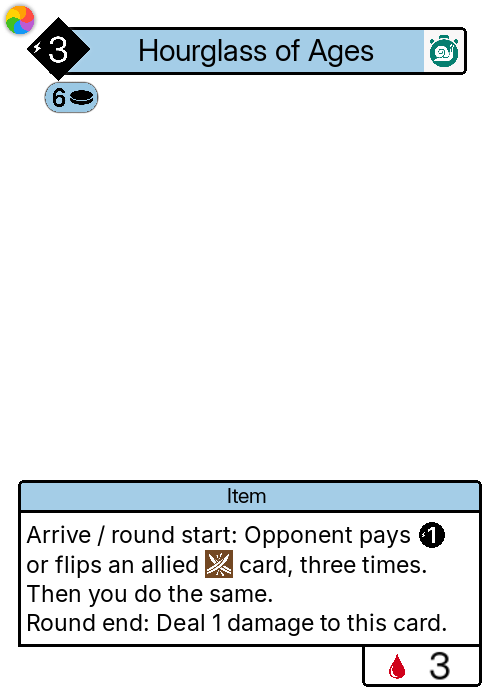 3 Hourglass of Ages
6
Item
Arrive / round start: Opponent pays 1
or flips an allied card, three times.
Then you do the same.
Round end: Deal 1 damage to this card.
3